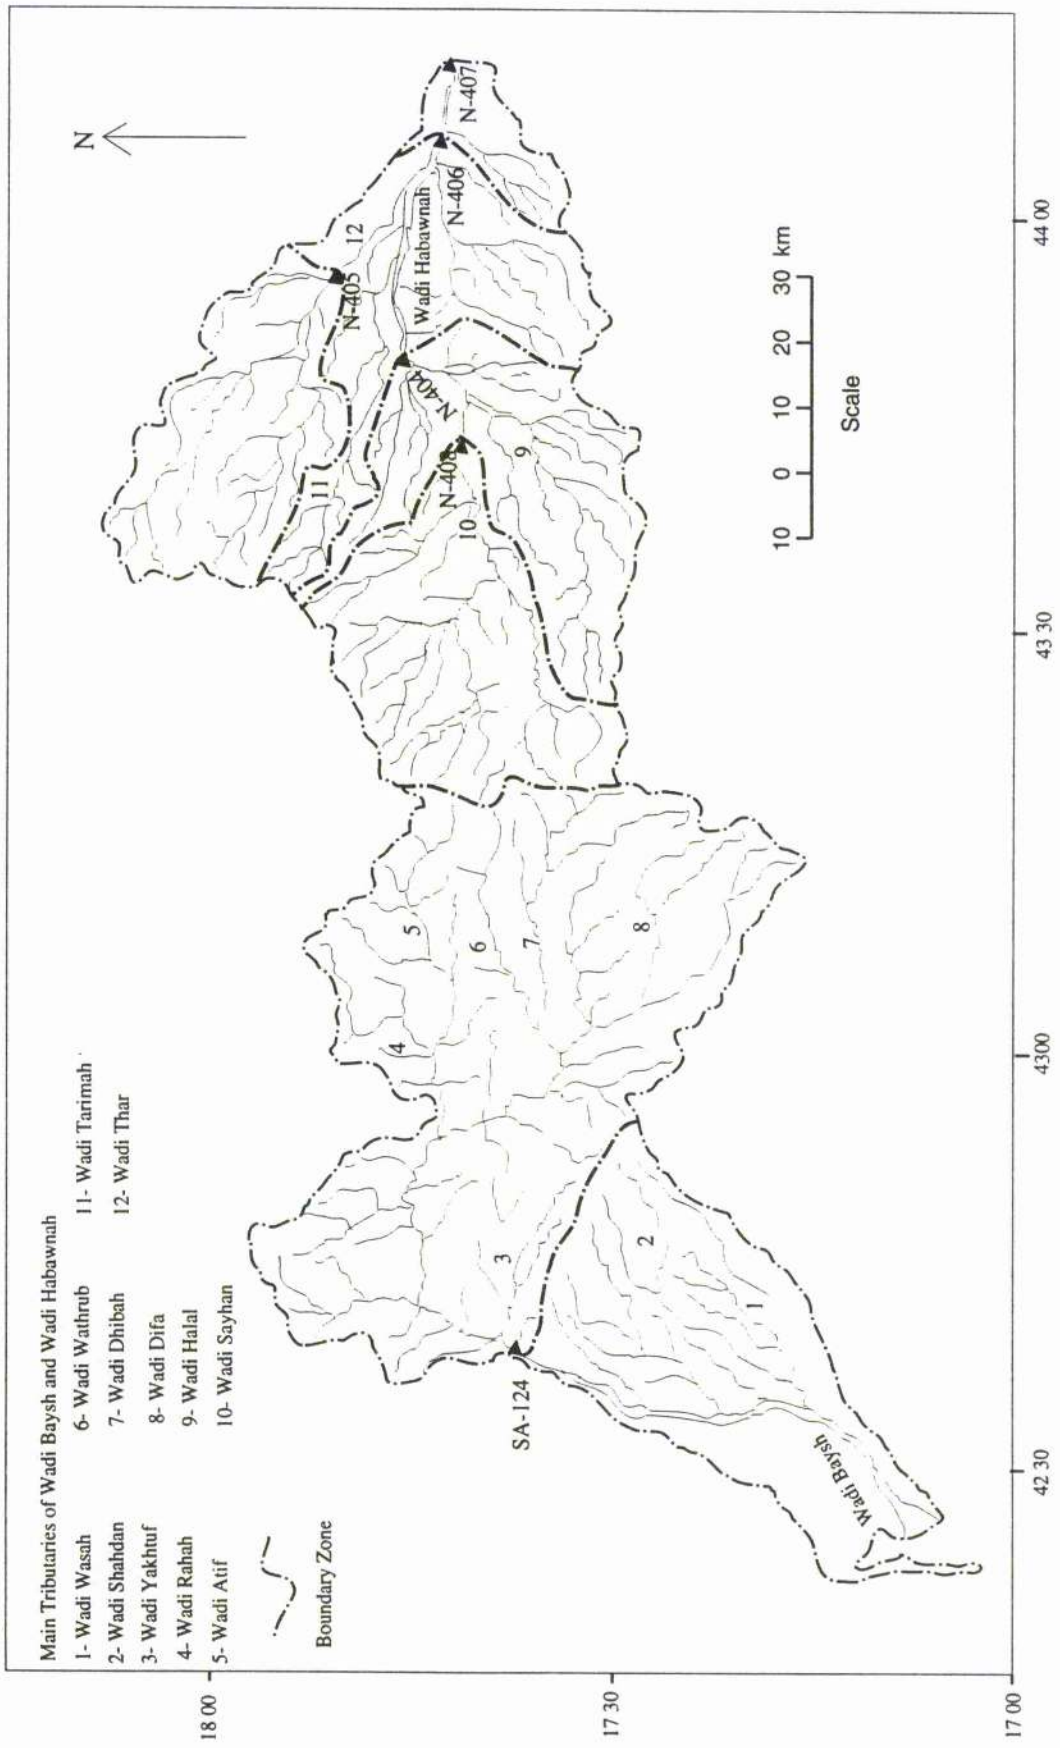 Main Tributaries of Wadi Baysh and Wadi Habawnah
1- Wadi Wasah
2- Wadi Shahdan
3- Wadi Yakhtuf
4- Wadi Rahah
5- Wadi Atif
6- Wadi Wathrub
7- Wadi Dhibah
8- Wadi Difa
9- Wadi Halal
10- Wadi Sayhan
11- Wadi Tarimah
12- Wadi Thar
Boundary Zone
N
18 00
17 30
17 00
42 30
4300
43 30
44 00
N-407
N-406
12
Wadi Habawnah
N-405
N-404
11
N-408
9
10
5
6
7
8
4
3
2
1
SA-124
Wadi Baysh
10 0 10 20 30 km
Scale